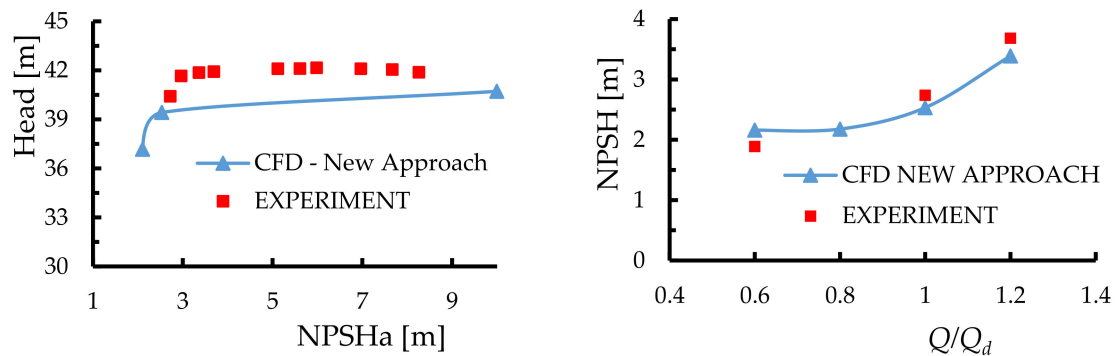 Head [m]
45
42
39
36
33
30
CFD - New Approach
EXPERIMENT
1 3 5 7 9
NPSHa [m]
NPSH [m]
4
3
2
1
0
CFD NEW APPROACH
EXPERIMENT
0.4 0.6 0.8 1 1.2 1.4
Q/Qd